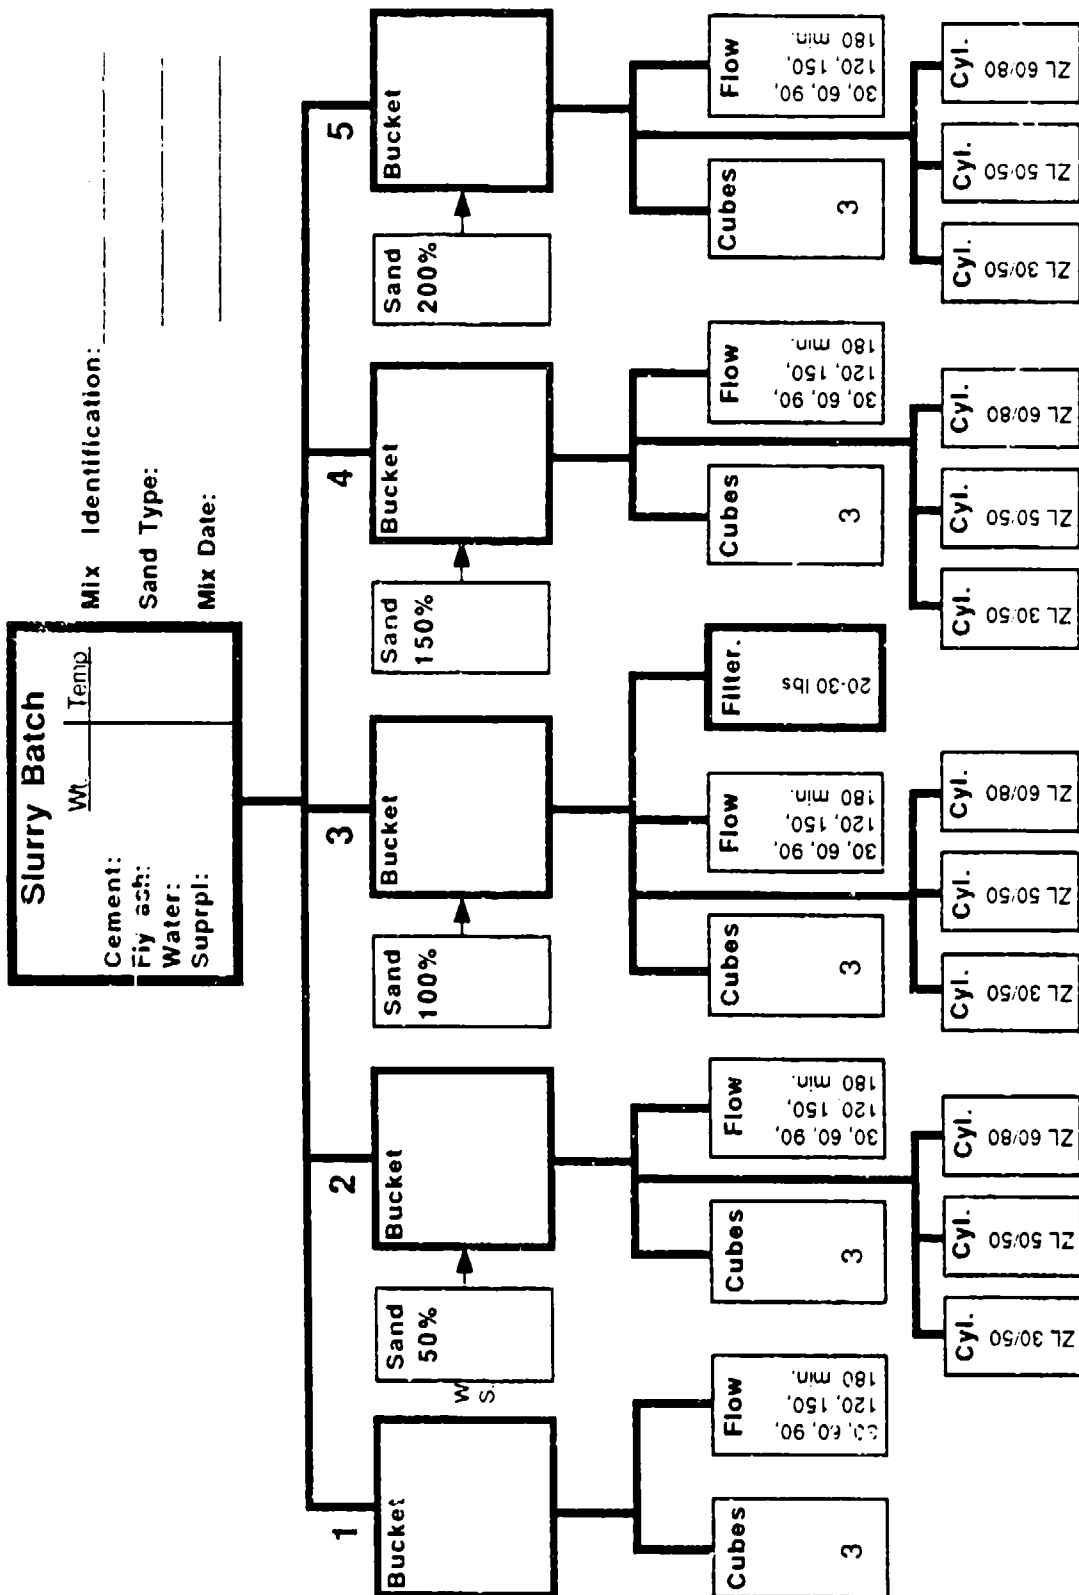 Slurry Batch
Wt. Temp
Cement:
Fly ash:
Water:
Suprpl:
Mix Identification:
Sand Type:
Mix Date:
1
2
3
4
5
Bucket
Bucket
Bucket
Bucket
Bucket
Sand
50%
W
S.
Sand
100%
Sand
150%
Sand
200%
Cubes
3
Flow
30, 60, 90,
120, 150,
180 min.
Cubes
3
Flow
30, 60, 90,
120, 150,
180 min.
Cubes
3
Flow
30, 60, 90,
120, 150,
180 min.
Filter.
20-30 lbs
Cubes
3
Flow
30, 60, 90,
120, 150,
180 min.
Cubes
3
Flow
30, 60, 90,
120, 150,
180 min.
Cyl.
ZL 30/50
Cyl.
ZL 50/50
Cyl.
ZL 60/80
Cyl.
ZL 30/50
Cyl.
ZL 50/50
Cyl.
ZL 60/80
Cyl.
ZL 30/50
Cyl.
ZL 50/50
Cyl.
ZL 60/80
Cyl.
ZL 30/50
Cyl.
ZL 50/50
Cyl.
ZL 60/80